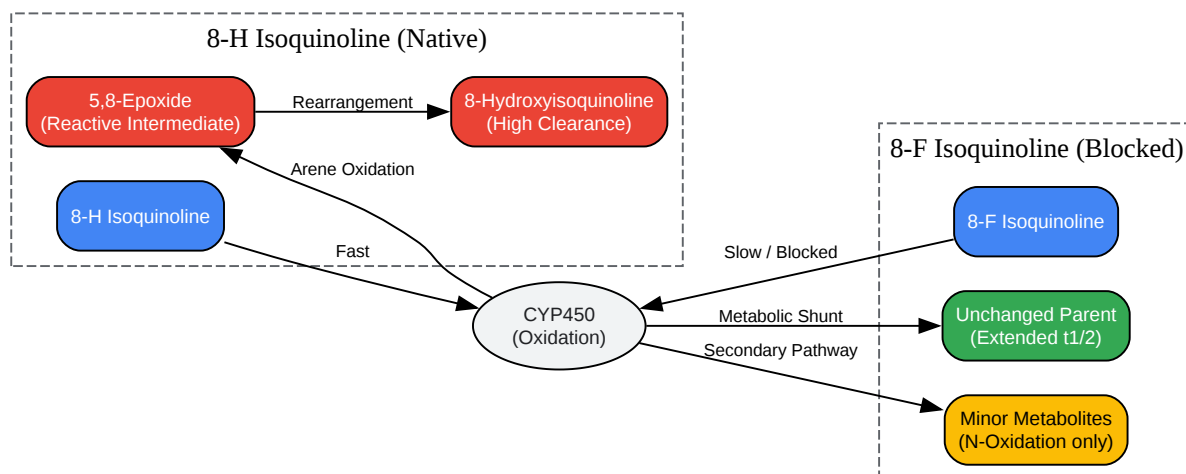 8-H Isoquinoline (Native)
5,8-Epoxide
(Reactive Intermediate)
Rearrangement
8-Hydroxyisoquinoline
(High Clearance)
Arene Oxidation
8-H Isoquinoline
Fast
8-F Isoquinoline (Blocked)
8-F Isoquinoline
Slow / Blocked
CYP450
(Oxidation)
Metabolic Shunt
Unchanged Parent
(Extended t1/2)
Secondary Pathway
Minor Metabolites
(N-Oxidation only)